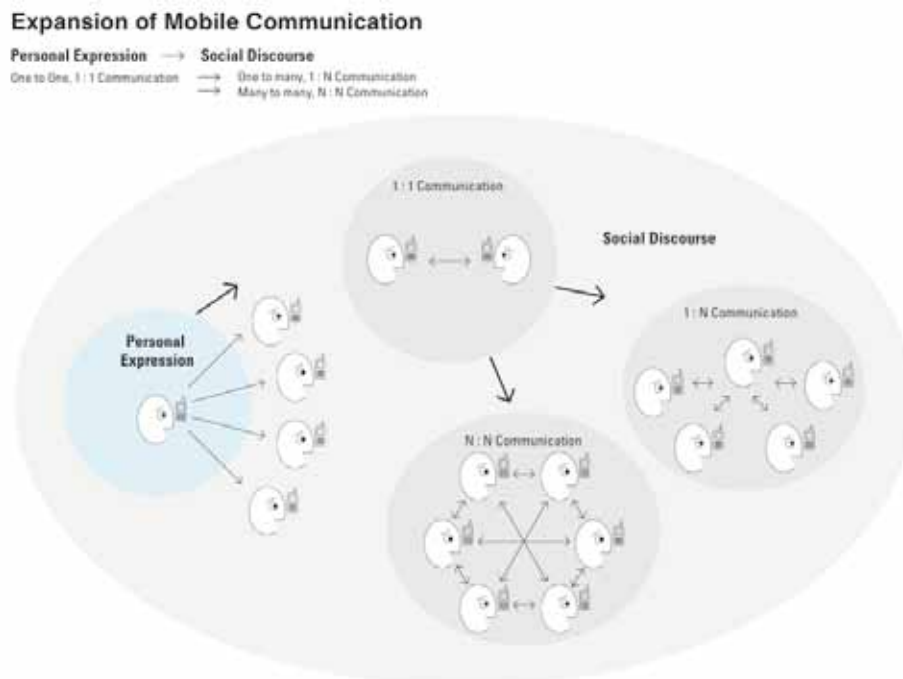 Expansion of Mobile Communication
Personal Expression → Social Discourse
One to One, 1 : 1 Communication → One to many, 1 : N Communication
→ Many to many, N : N Communication
1 : 1 Communication
Social Discourse
Personal
Expression
1 : N Communication
N : N Communication